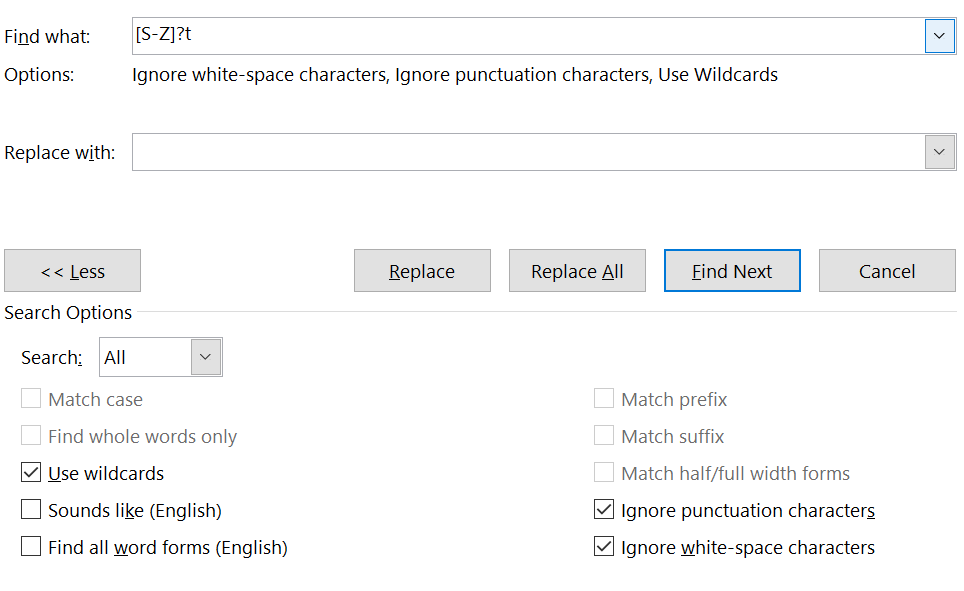 Find what: [S-Z]?t
Options: Ignore white-space characters, Ignore punctuation characters, Use Wildcards
Replace with:
<< Less Replace Replace All Find Next Cancel
Search Options
Search: All
Match case Match prefix
Find whole words only Match suffix
Use wildcards Match half/full width forms
Sounds like (English) Ignore punctuation characters
Find all word forms (English) Ignore white-space characters